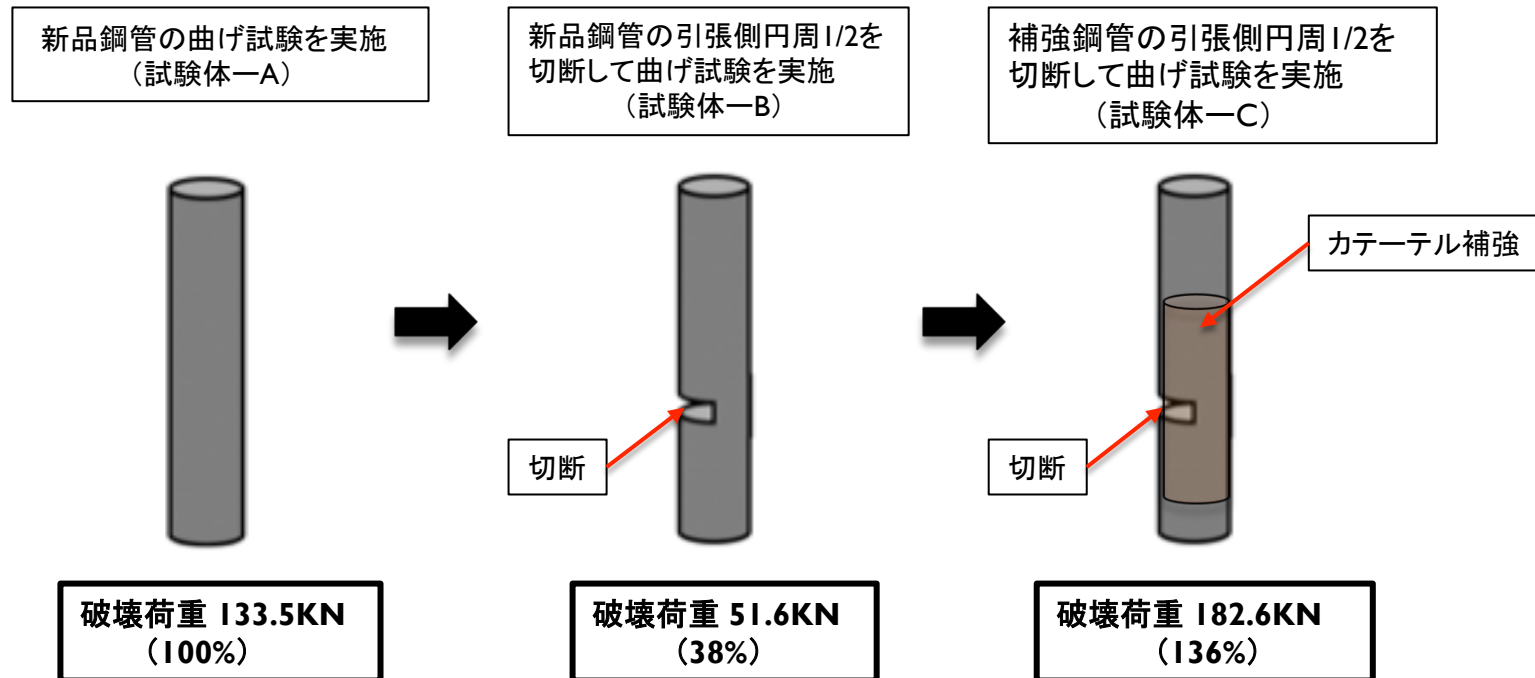 新品鋼管の曲げ試験を実施
（試験体ーA）
新品鋼管の引張側円周1/2を
切断して曲げ試験を実施
（試験体ーB）
補強鋼管の引張側円周1/2を
切断して曲げ試験を実施
（試験体ーC）
カテーテル補強
切断
切断
破壊荷重 133.5KN
（100%）
破壊荷重 51.6KN
（38%）
破壊荷重 182.6KN
（136%）